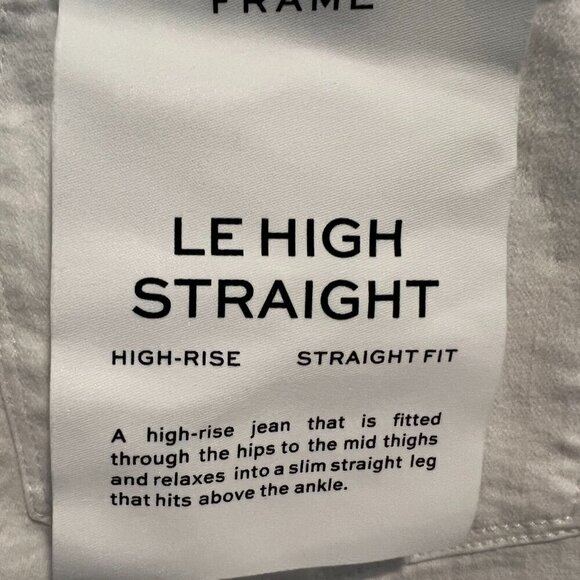 FRAME
LE HIGH
STRAIGHT
HIGH-RISE STRAIGHT FIT
A high-rise jean that is fitted
through the hips to the mid thighs
and relaxes into a slim straight leg
that hits above the ankle.